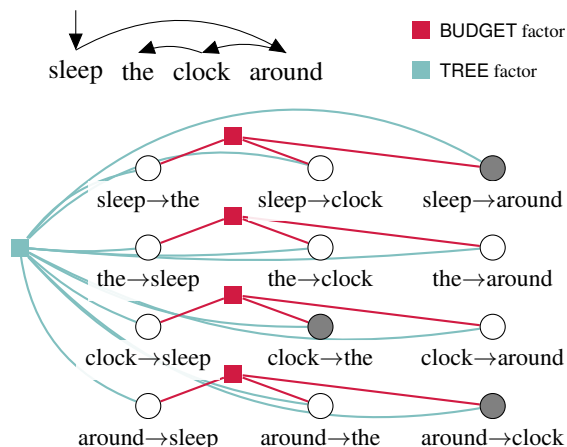 sleep the clock around
BUDGET factor
TREE factor
sleep→the sleep→clock sleep→around
the→sleep the→clock the→around
clock→sleep clock→the clock→around
around→sleep around→the around→clock